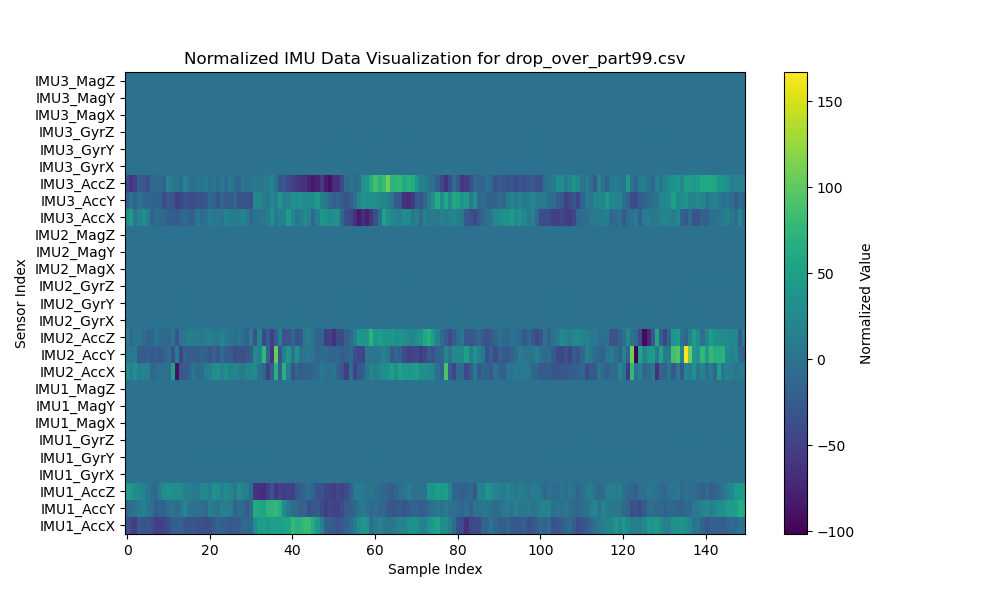 Normalized IMU Data Visualization for drop_over_part99.csv
Sensor Index
IMU3_MagZ
IMU3_MagY
IMU3_MagX
IMU3_GyrZ
IMU3_GyrY
IMU3_GyrX
IMU3_AccZ
IMU3_AccY
IMU3_AccX
IMU2_MagZ
IMU2_MagY
IMU2_MagX
IMU2_GyrZ
IMU2_GyrY
IMU2_GyrX
IMU2_AccZ
IMU2_AccY
IMU2_AccX
IMU1_MagZ
IMU1_MagY
IMU1_MagX
IMU1_GyrZ
IMU1_GyrY
IMU1_GyrX
IMU1_AccZ
IMU1_AccY
IMU1_AccX
0 20 40 60 80 100 120 140
Sample Index
150
100
50
0
−50
−100
Normalized Value